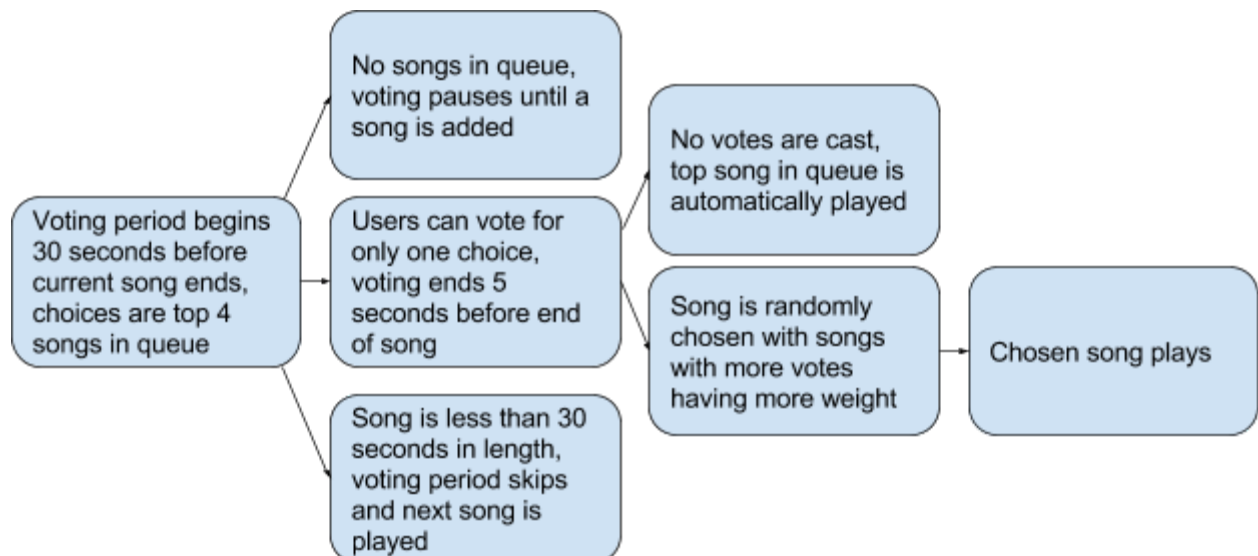 Voting period begins
30 seconds before
current song ends,
choices are top 4
songs in queue
No songs in queue,
voting pauses until a
song is added
Users can vote for
only one choice,
voting ends 5
seconds before end
of song
Song is less than 30
seconds in length,
voting period skips
and next song is
played
No votes are cast,
top song in queue is
automatically played
Song is randomly
chosen with songs
with more votes
having more weight
Chosen song plays